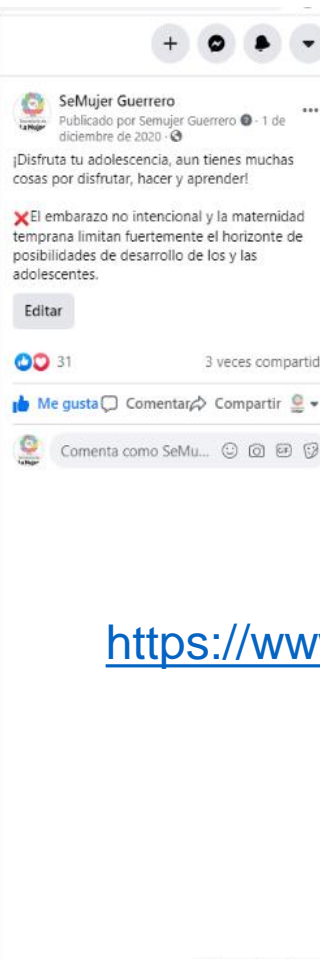 SeMujer Guerrero
Publicado por Semujer Guerrero · 1 de
diciembre de 2020 ·
¡Disfruta tu adolescencia, aun tienes muchas
cosas por disfrutar, hacer y aprender!
❌El embarazo no intencional y la maternidad
temprana limitan fuertemente el horizonte de
posibilidades de desarrollo de los y las
adolescentes.
Editar
31 3 veces compartid
Me gusta Comentar Compartir
Comenta como SeMu... GIF
https://ww